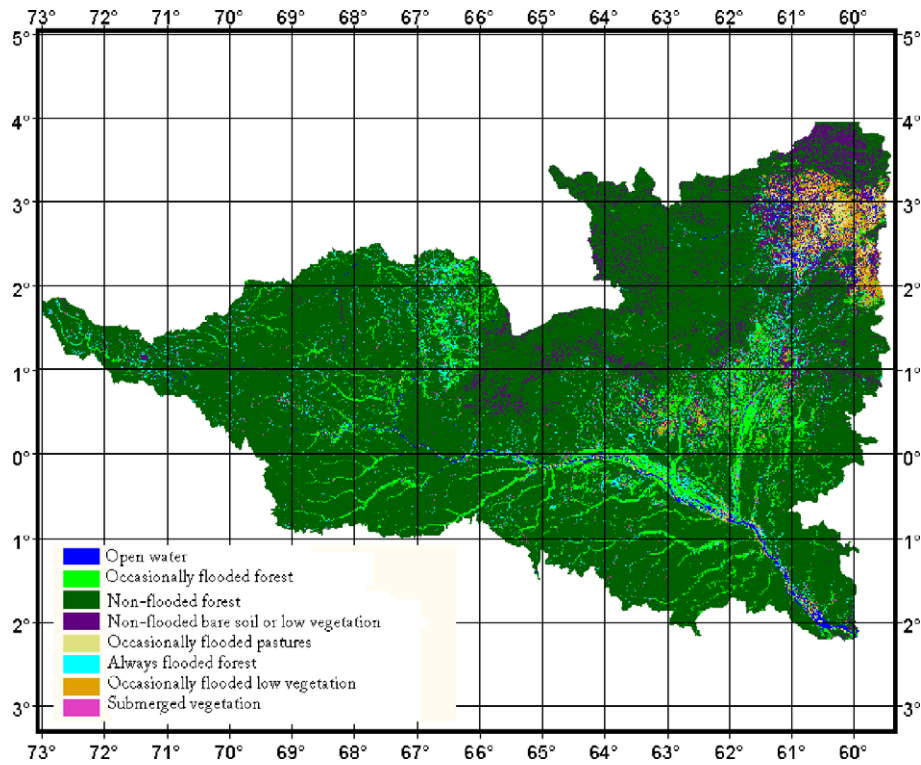 73° 72° 71° 70° 69° 68° 67° 66° 65° 64° 63° 62° 61° 60°
5° 5°
4° 4°
3° 3°
2° 2°
1° 1°
0° 0°
1° 1°
2° 2°
3° 3°
Open water
Occasionally flooded forest
Non-flooded forest
Non-flooded bare soil or low vegetation
Occasionally flooded pastures
Always flooded forest
Occasionally flooded low vegetation
Submerged vegetation
73° 72° 71° 70° 69° 68° 67° 66° 65° 64° 63° 62° 61° 60°